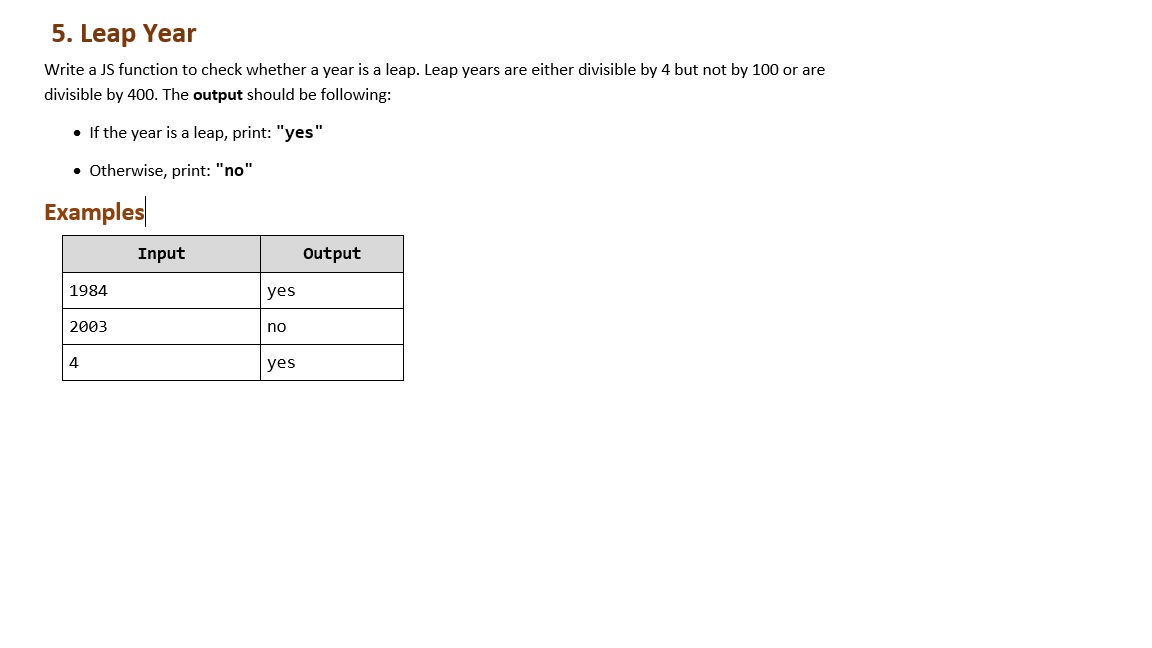 5. Leap Year
Write a JS function to check whether a year is a leap. Leap years are either divisible by 4 but not by 100 or are
divisible by 400. The output should be following:
• If the year is a leap, print: "yes"
• Otherwise, print: "no"
Examples
Input Output
1984 yes
2003 no
4 yes